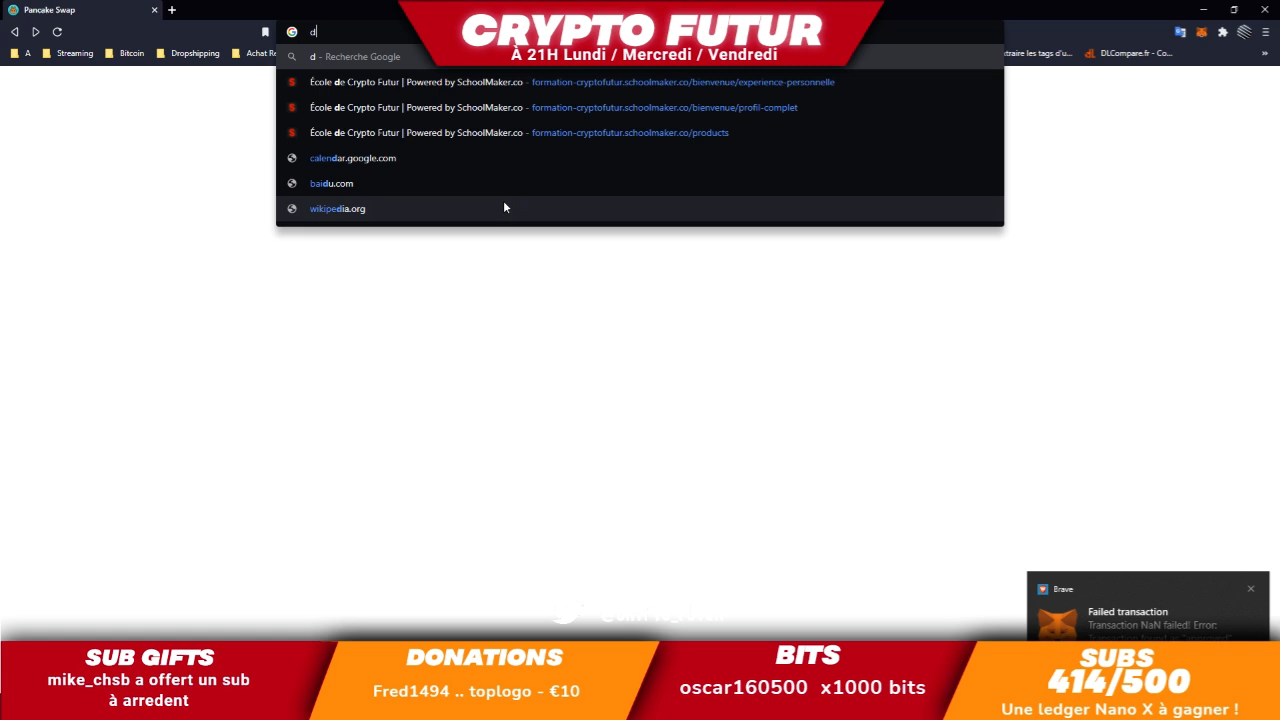 Pancake Swap
CRYPTO FUTUR
À 21H Lundi / Mercredi / Vendredi
d
A
Streaming
Bitcoin
Dropshipping
Achat Re
traire les tags d'u...
DLCompare.fr - Co...
d - Recherche Google
École de Crypto Futur | Powered by SchoolMaker.co - formation-cryptofutur.schoolmaker.co/bienvenue/experience-personnelle
École de Crypto Futur | Powered by SchoolMaker.co - formation-cryptofutur.schoolmaker.co/bienvenue/profil-complet
École de Crypto Futur | Powered by SchoolMaker.co - formation-cryptofutur.schoolmaker.co/products
calendar.google.com
baidu.com
wikipedia.org
Brave
Failed transaction
Transaction NaN failed! Error:
SUB GIFTS
mike_chsb a offert un sub
à arredent
DONATIONS
Fred1494 .. toplogo - €10
BITS
oscar160500 x1000 bits
SUBS
414/500
Une ledger Nano X à gagner !